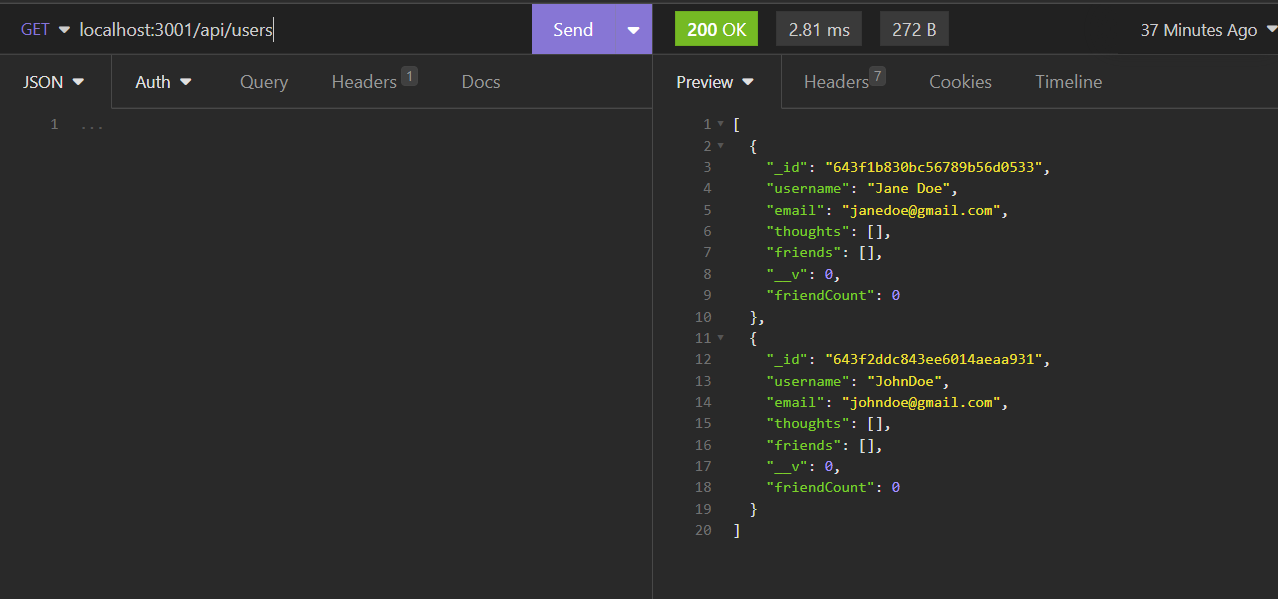 GET localhost:3001/api/users Send 200 OK 2.81 ms 272 B 37 Minutes Ago
JSON Auth Query Headers 1 Docs Preview Headers 7 Cookies Timeline
1 ...
1 [
2 {
3 "_id": "643f1b830bc56789b56d0533",
4 "username": "Jane Doe",
5 "email": "janedoe@gmail.com",
6 "thoughts": [],
7 "friends": [],
8 "__v": 0,
9 "friendCount": 0
10 },
11 {
12 "_id": "643f2ddc843ee6014aeaa931",
13 "username": "JohnDoe",
14 "email": "johndoe@gmail.com",
15 "thoughts": [],
16 "friends": [],
17 "__v": 0,
18 "friendCount": 0
19 }
20 ]